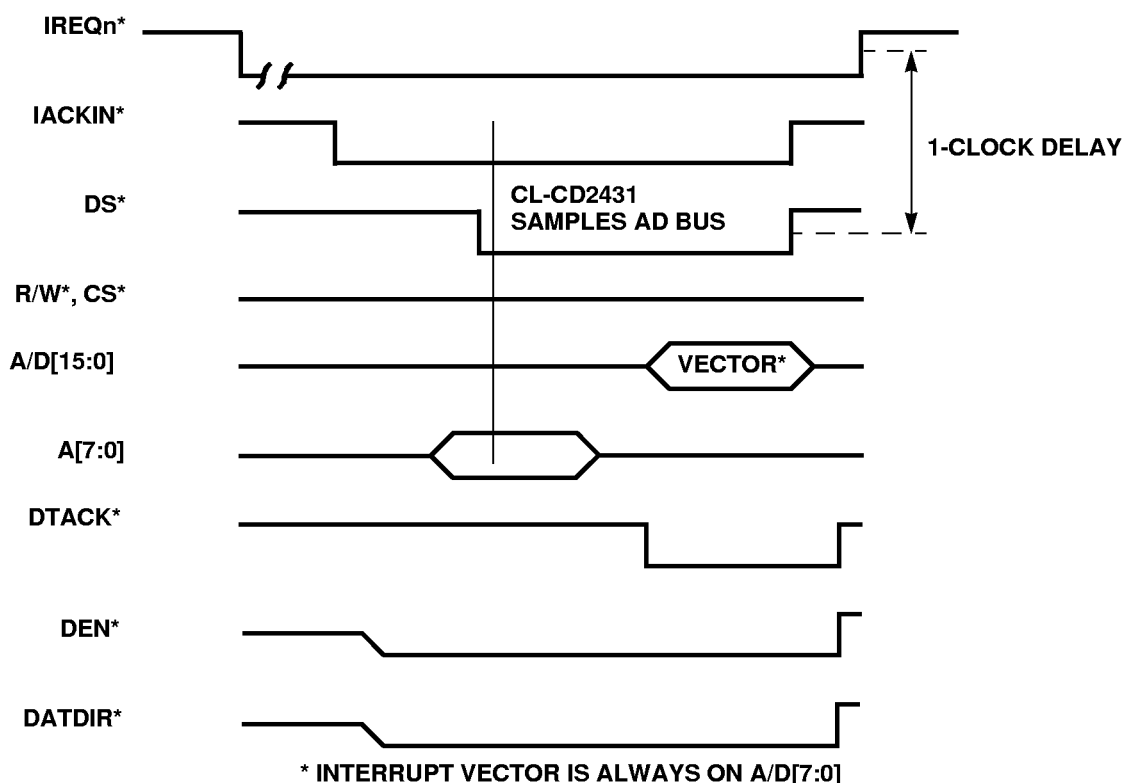 IREQn*
IACKIN*
1-CLOCK DELAY
CL-CD2431
SAMPLES AD BUS
DS*
R/W*, CS*
A/D[15:0]
VECTOR*
A[7:0]
DTACK*
DEN*
DATDIR*
* INTERRUPT VECTOR IS ALWAYS ON A/D[7:0]